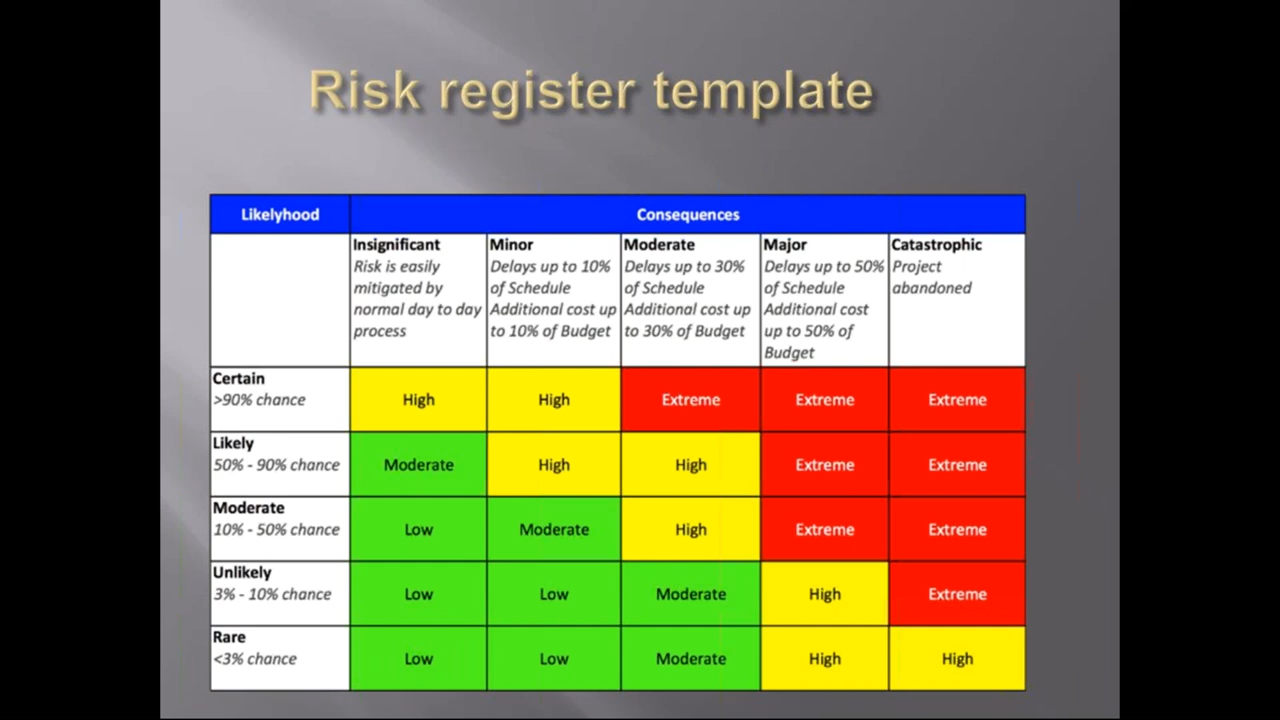 Risk register template
Likelyhood
Consequences
Insignificant
Risk is easily
mitigated by
normal day to day
process
Minor
Delays up to 10%
of Schedule
Additional cost up
to 10% of Budget
Moderate
Delays up to 30%
of Schedule
Additional cost up
to 30% of Budget
Major
Delays up to 50%
of Schedule
Additional cost
up to 50% of
Budget
Catastrophic
Project
abandoned
Certain
>90% chance
High
High
Extreme
Extreme
Extreme
Likely
50% - 90% chance
Moderate
High
High
Extreme
Extreme
Moderate
10% - 50% chance
Low
Moderate
High
Extreme
Extreme
Unlikely
3% - 10% chance
Low
Low
Moderate
High
Extreme
Rare
<3% chance
Low
Low
Moderate
High
High